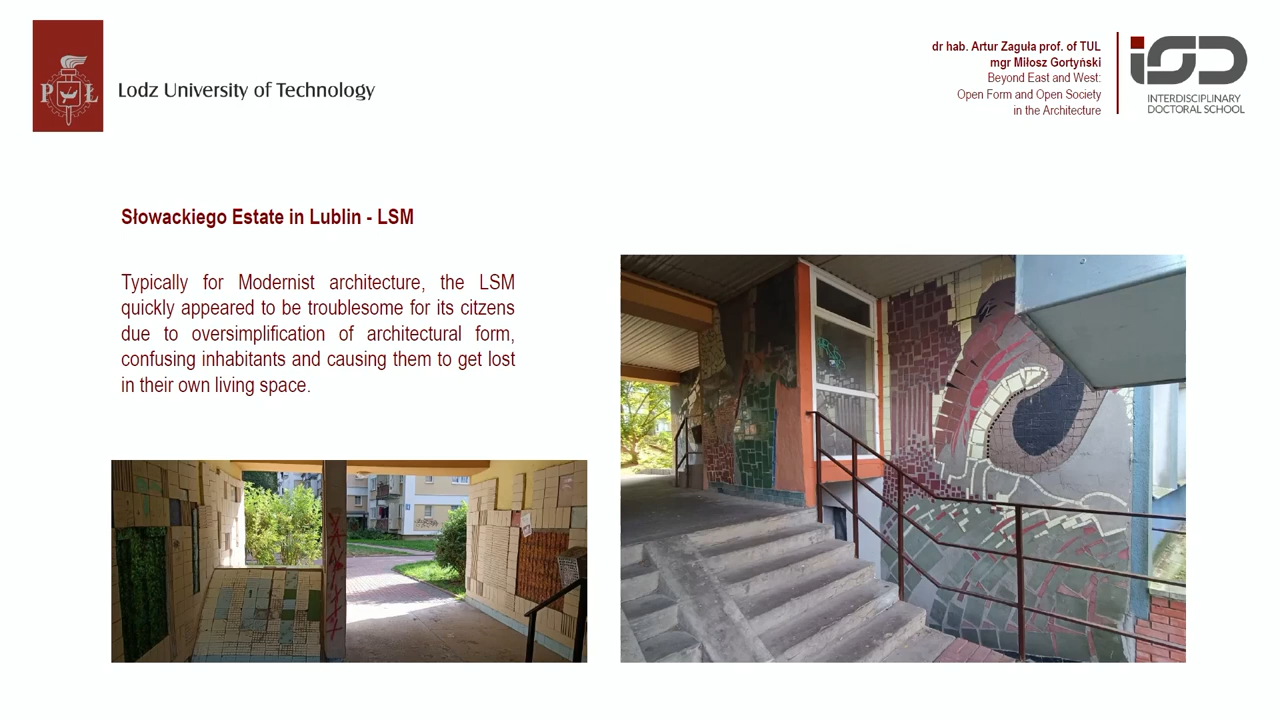 P Ł
Lodz University of Technology
dr hab. Artur Zaguła prof. of TUL
mgr Miłosz Gortyński
Beyond East and West:
Open Form and Open Society
in the Architecture
ISD
INTERDISCIPLINARY
DOCTORAL SCHOOL
Słowackiego Estate in Lublin - LSM
Typically for Modernist architecture, the LSM
quickly appeared to be troublesome for its citzens
due to oversimplification of architectural form,
confusing inhabitants and causing them to get lost
in their own living space.